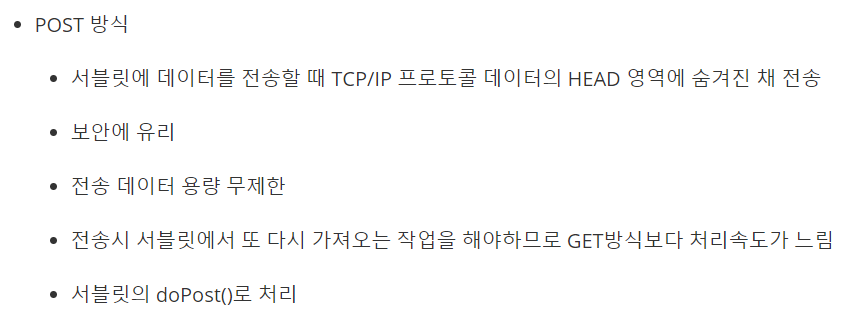 POST 방식
서블릿에 데이터를 전송할 때 TCP/IP 프로토콜 데이터의 HEAD 영역에 숨겨진 채 전송
보안에 유리
전송 데이터 용량 무제한
전송시 서블릿에서 또 다시 가져오는 작업을 해야하므로 GET방식보다 처리속도가 느림
서블릿의 doPost()로 처리